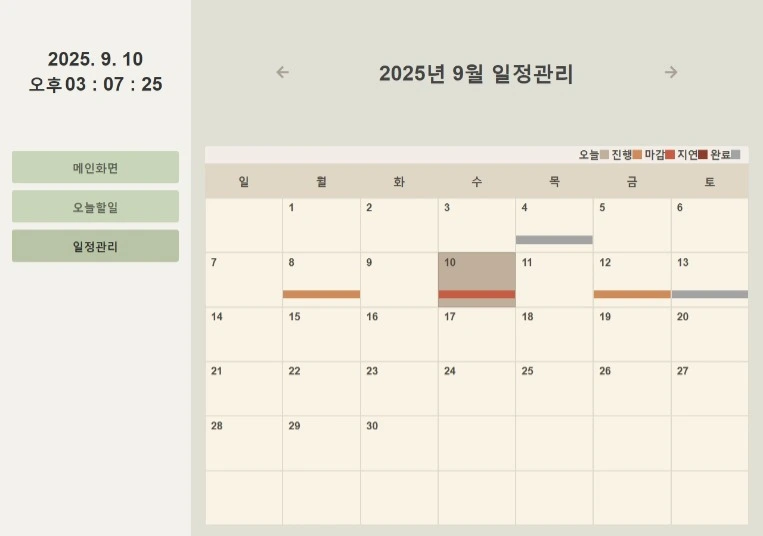 2025. 9. 10
오후 03 : 07 : 25
메인화면
오늘할일
일정관리
← 2025년 9월 일정관리 →
오늘 진행 마감 지연 완료
일 월 화 수 목 금 토
1 2 3 4 5 6
7 8 9 10 11 12 13
14 15 16 17 18 19 20
21 22 23 24 25 26 27
28 29 30